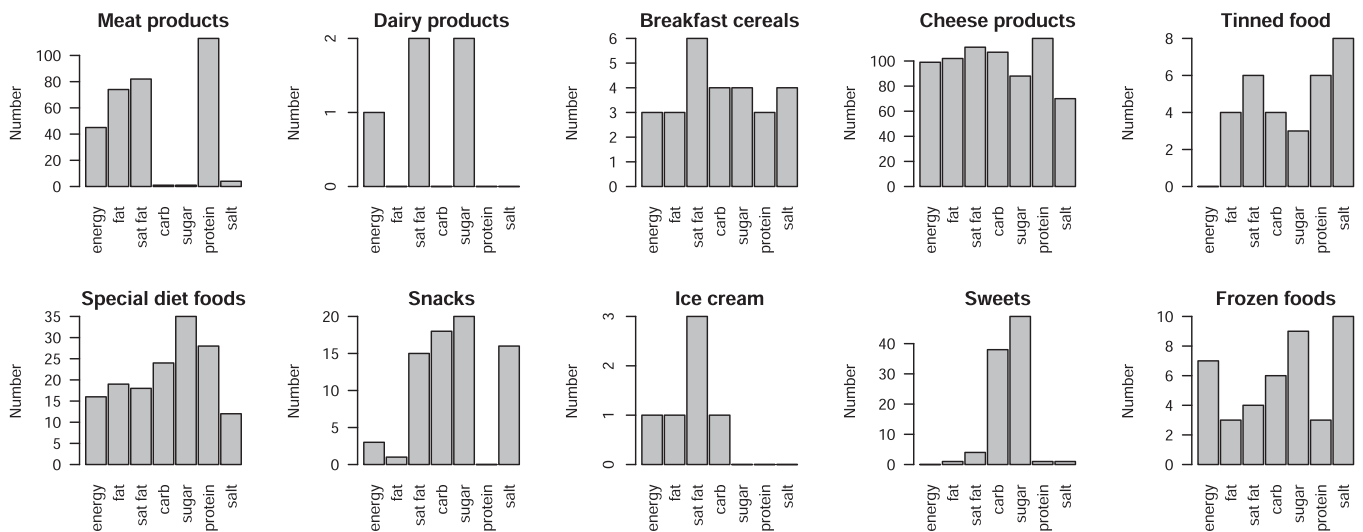 Meat products
Number
100
80
60
40
20
0
energy
fat
sat fat
carb
sugar
protein
salt
Dairy products
Number
2
1
0
energy
fat
sat fat
carb
sugar
protein
salt
Breakfast cereals
Number
6
5
4
3
2
1
0
energy
fat
sat fat
carb
sugar
protein
salt
Cheese products
Number
100
80
60
40
20
0
energy
fat
sat fat
carb
sugar
protein
salt
Tinned food
Number
8
6
4
2
0
energy
fat
sat fat
carb
sugar
protein
salt
Special diet foods
Number
35
30
25
20
15
10
5
0
energy
fat
sat fat
carb
sugar
protein
salt
Snacks
Number
20
15
10
5
0
energy
fat
sat fat
carb
sugar
protein
salt
Ice cream
Number
3
2
1
0
energy
fat
sat fat
carb
sugar
protein
salt
Sweets
Number
40
30
20
10
0
energy
fat
sat fat
carb
sugar
protein
salt
Frozen foods
Number
10
8
6
4
2
0
energy
fat
sat fat
carb
sugar
protein
salt